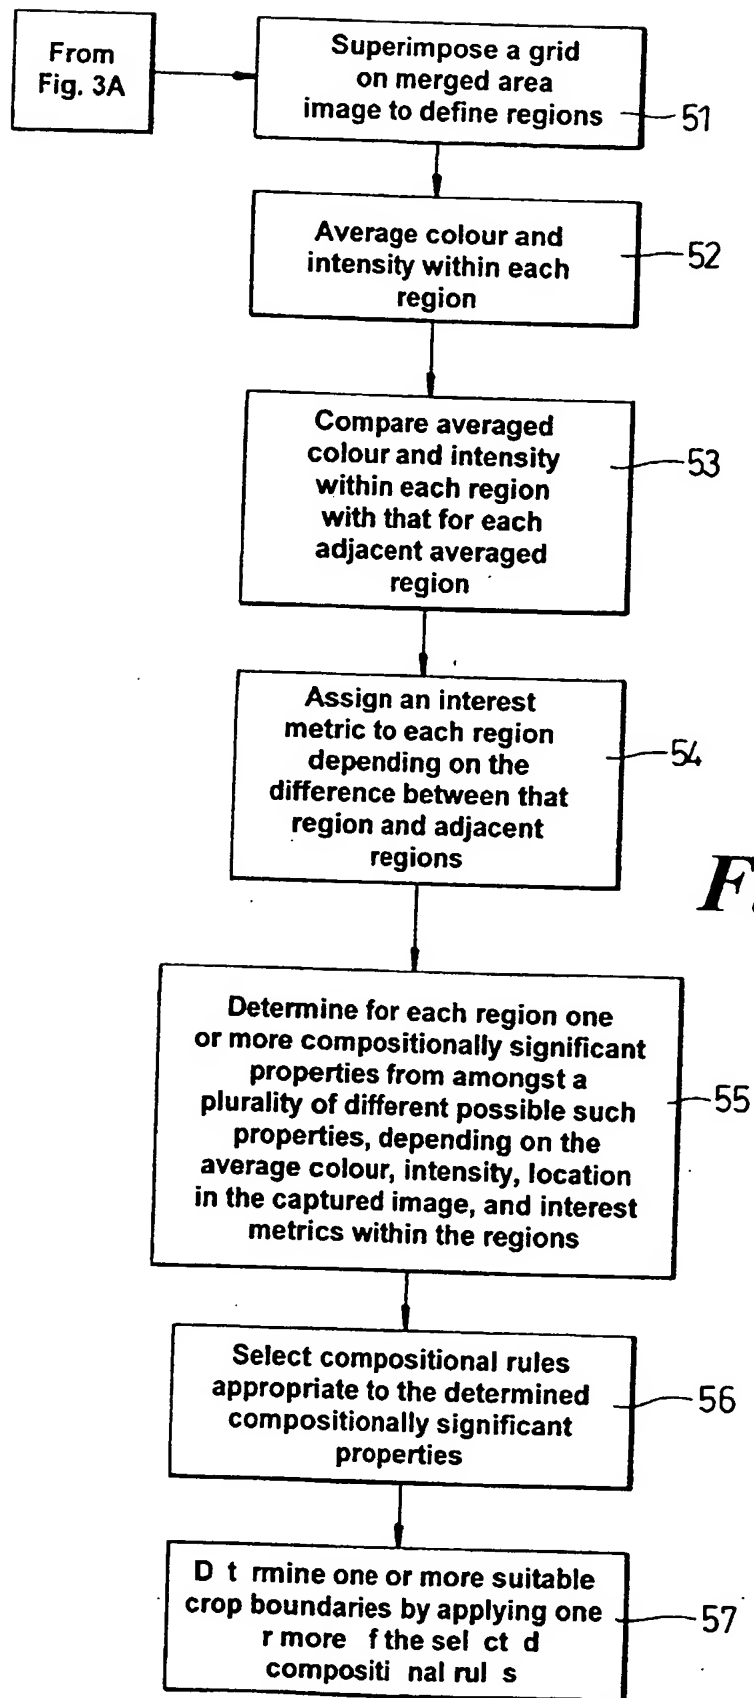 From
Fig. 3A
Superimpose a grid
on merged area
image to define regions
51
Average colour and
intensity within each
region
52
Compare averaged
colour and intensity
within each region
with that for each
adjacent averaged
region
53
Assign an interest
metric to each region
depending on the
difference between that
region and adjacent
regions
54
F
Determine for each region one
or more compositionally significant
properties from amongst a
plurality of different possible such
properties, depending on the
average colour, intensity, location
in the captured image, and interest
metrics within the regions
55
Select compositional rules
appropriate to the determined
compositionally significant
properties
56
D t rmine one or more suitable
crop boundaries by applying one
r more f the sel ct d
compositi nal rul s
57